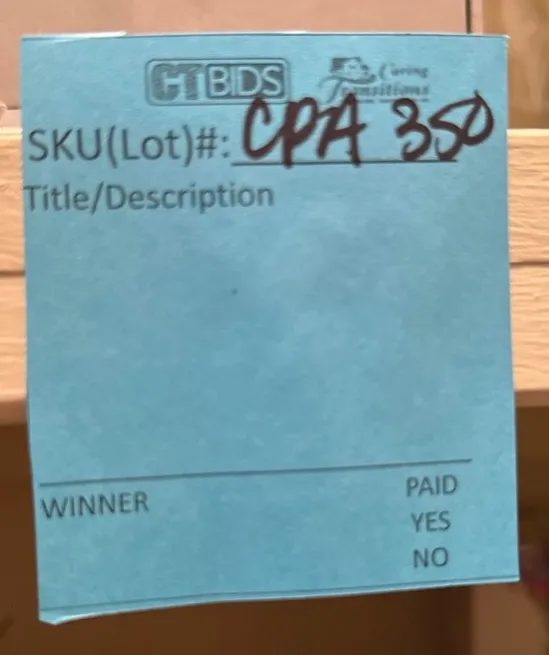 CTBIDS Caring Transitions
SKU(Lot)#: CPA 350
Title/Description
WINNER PAID
YES
NO